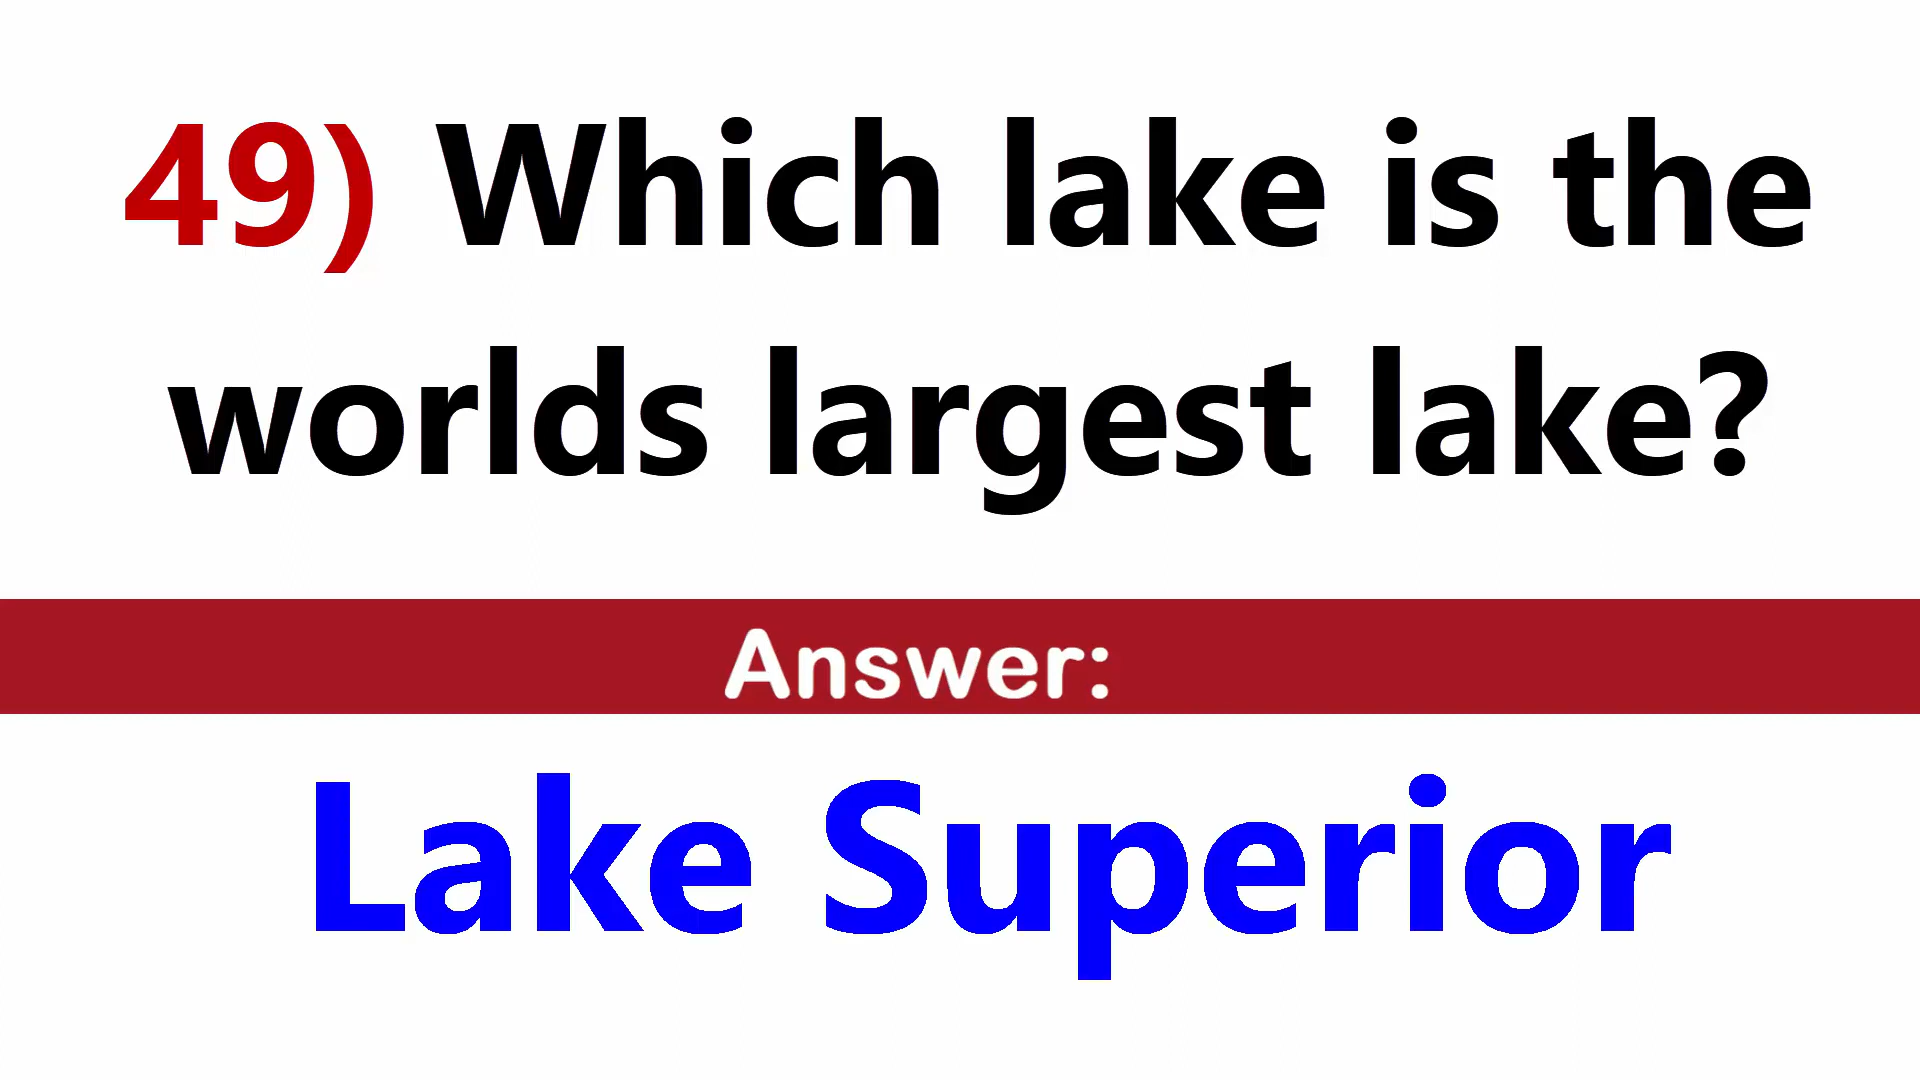 49) Which lake is the
worlds largest lake?
Answer:
Lake Superior